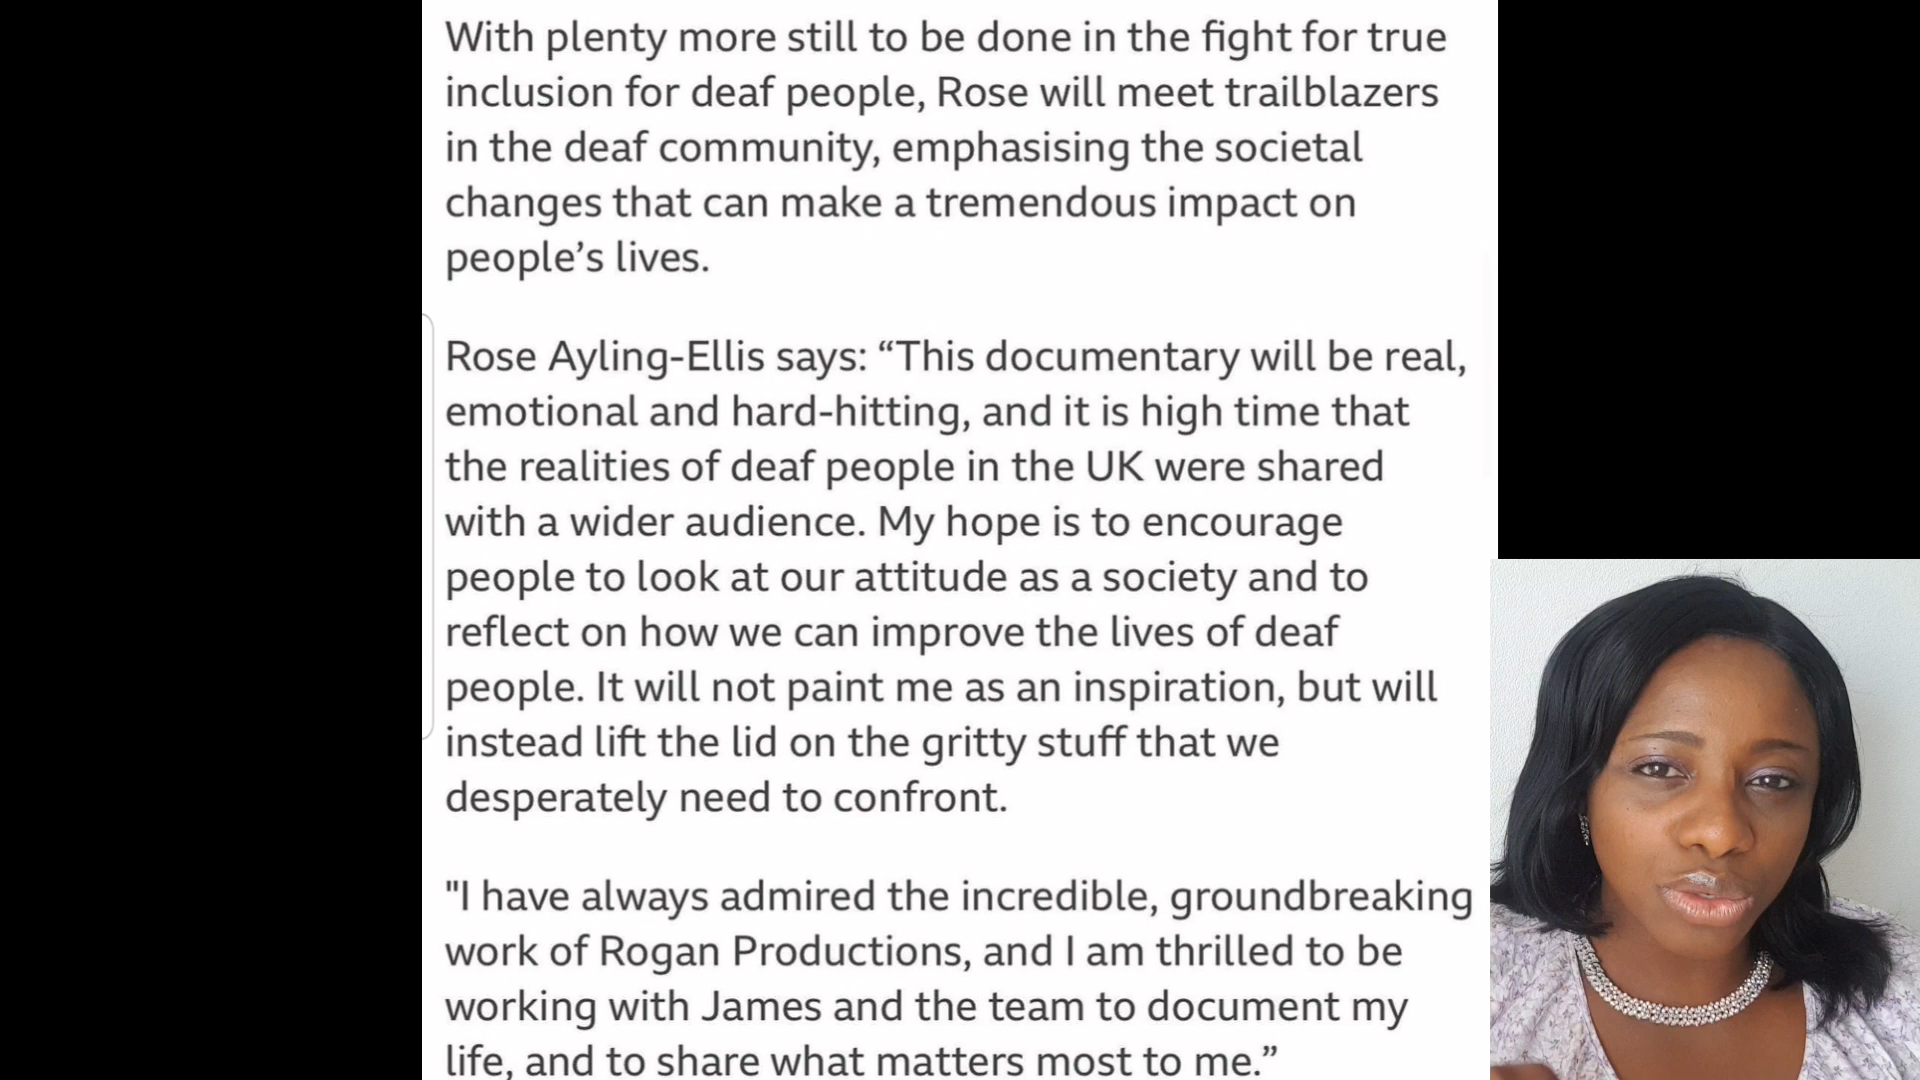 With plenty more still to be done in the fight for true
inclusion for deaf people, Rose will meet trailblazers
in the deaf community, emphasising the societal
changes that can make a tremendous impact on
people’s lives.
Rose Ayling-Ellis says: “This documentary will be real,
emotional and hard-hitting, and it is high time that
the realities of deaf people in the UK were shared
with a wider audience. My hope is to encourage
people to look at our attitude as a society and to
reflect on how we can improve the lives of deaf
people. It will not paint me as an inspiration, but will
instead lift the lid on the gritty stuff that we
desperately need to confront.
"I have always admired the incredible, groundbreaking
work of Rogan Productions, and I am thrilled to be
working with James and the team to document my
life, and to share what matters most to me.”